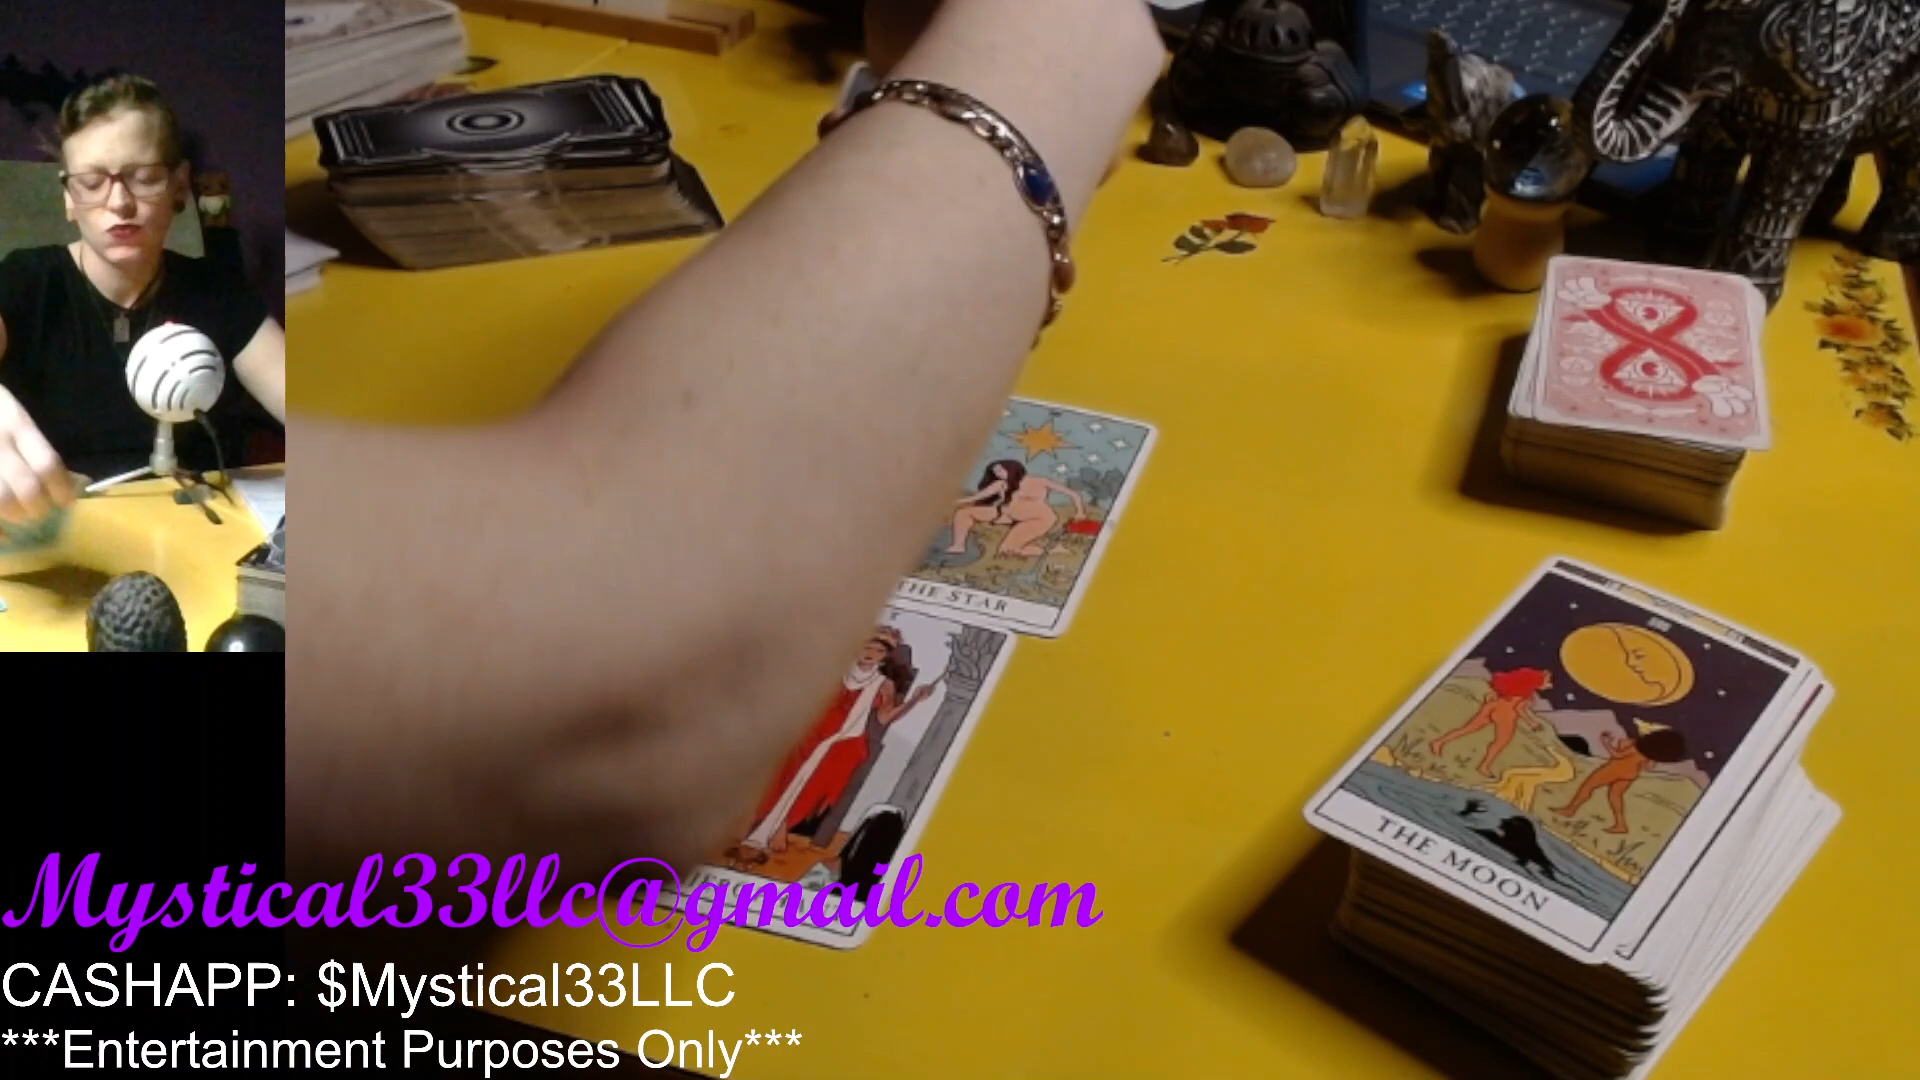 THE STAR
THE MOON
Mystical33llc@gmail.com
CASHAPP: $Mystical33LLC
***Entertainment Purposes Only***